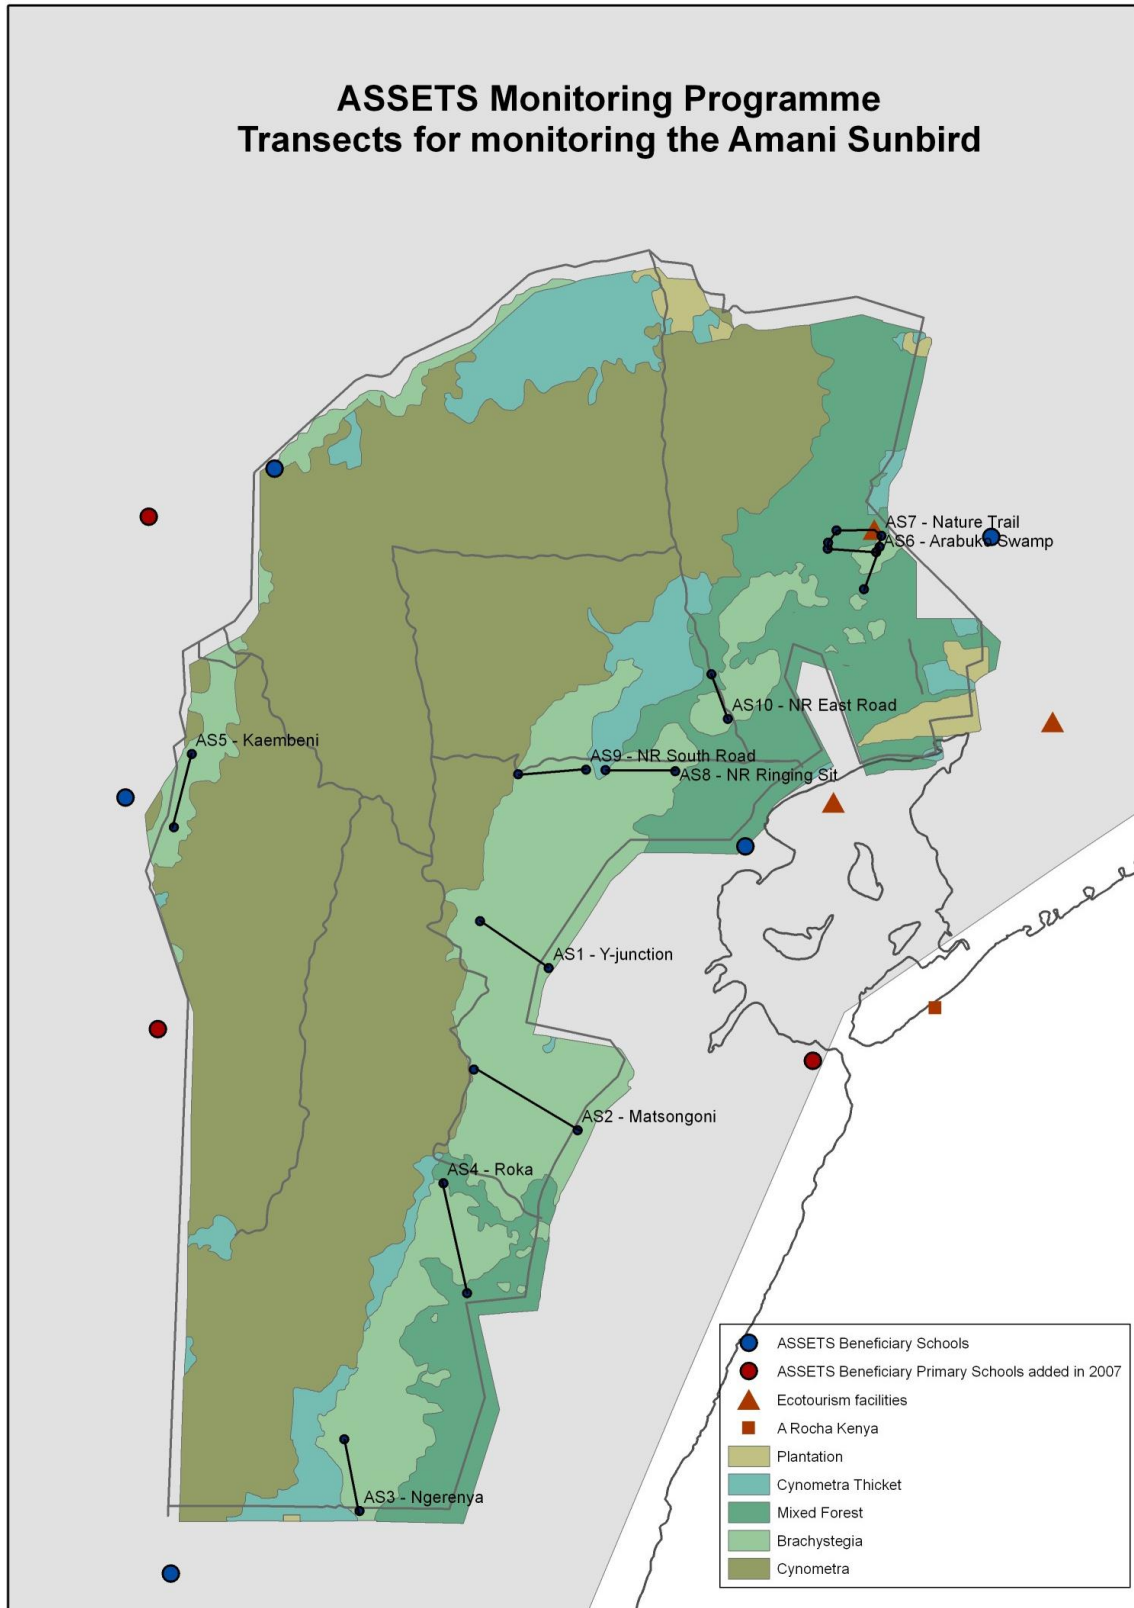 ASSETS Monitoring Programme
Transects for monitoring the Amani Sunbird
AS7 - Nature Trail
AS6 - Arabuko Swamp
AS10 - NR East Road
AS5 - Kaembeni
AS9 - NR South Road
AS8 - NR Ringing Sit
AS1 - Y-junction
AS2 - Matsongoni
AS4 - Roka
AS3 - Ngerenya
ASSETS Beneficiary Schools
ASSETS Beneficiary Primary Schools added in 2007
Ecotourism facilities
A Rocha Kenya
Plantation
Cynometra Thicket
Mixed Forest
Brachystegia
Cynometra